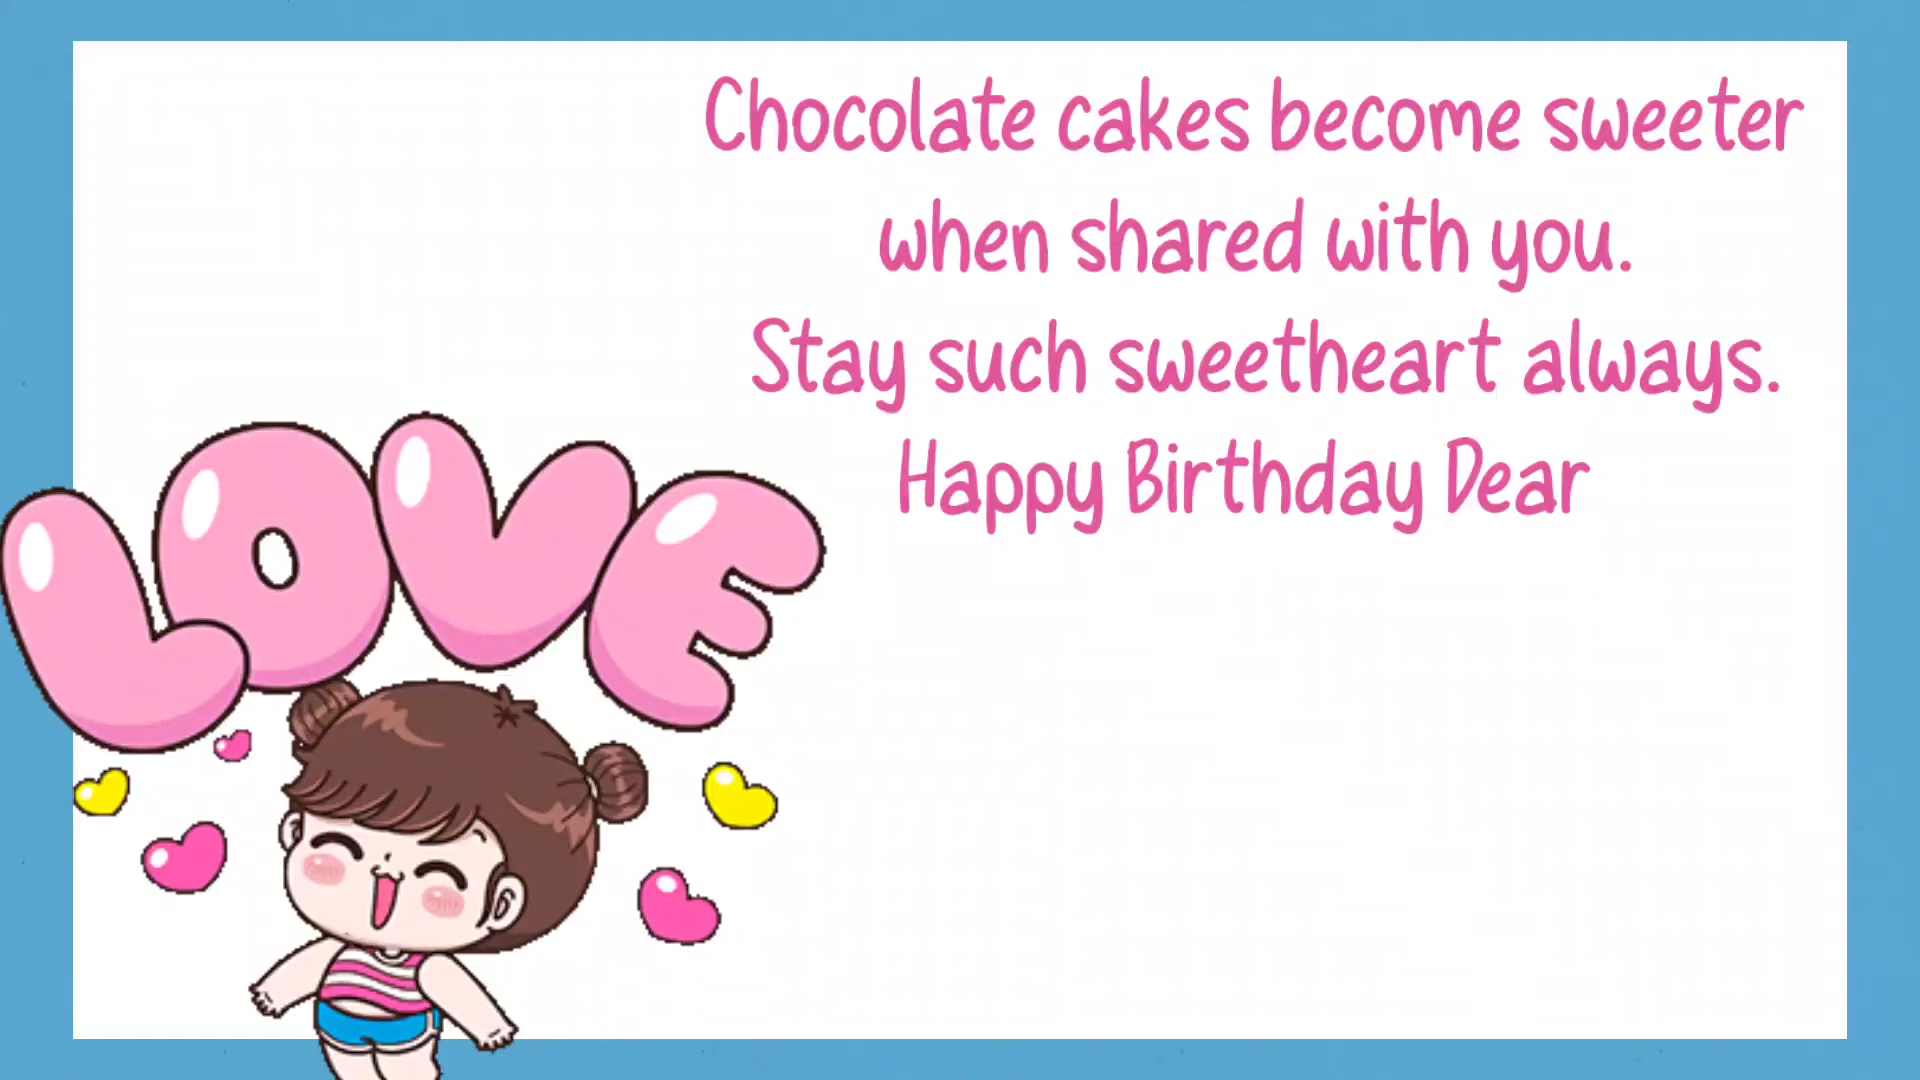 Chocolate cakes become sweeter
when shared with you.
Stay such sweetheart always.
Happy Birthday Dear
LOVE